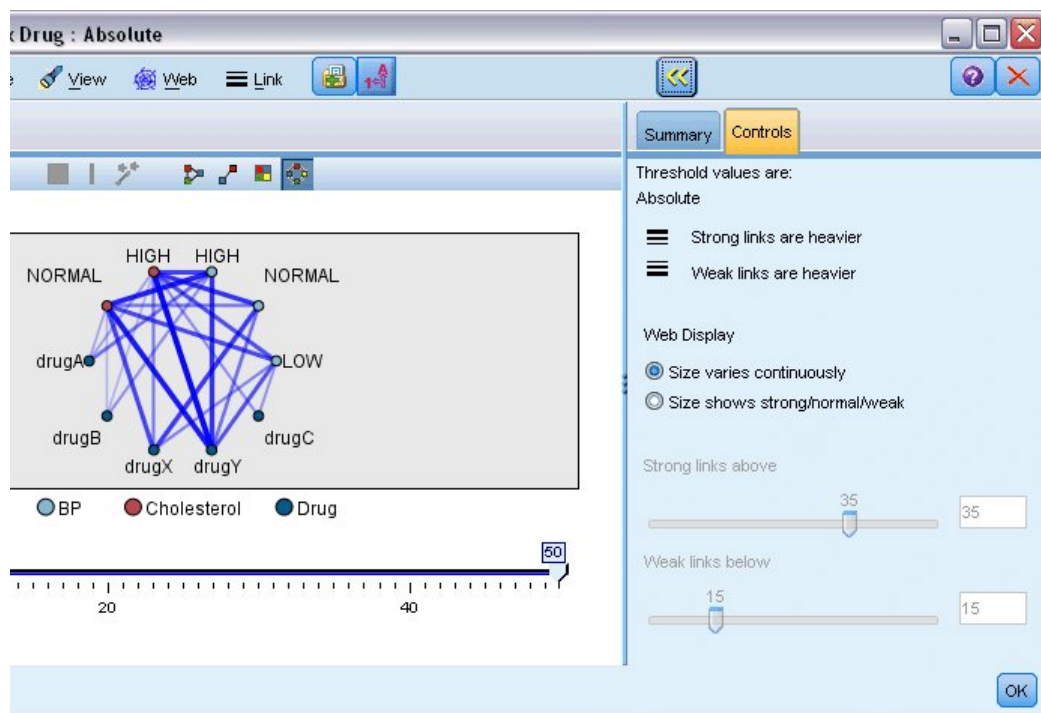 x Drug : Absolute
e View Web Link
Summary Controls
Threshold values are:
Absolute
Strong links are heavier
Weak links are heavier
Web Display
Size varies continuously
Size shows strong/normal/weak
Strong links above
35 35
Weak links below
15 15
OK
HIGH HIGH
NORMAL NORMAL
drugA LOW
drugB drugC
drugX drugY
BP Cholesterol Drug
50
20 40